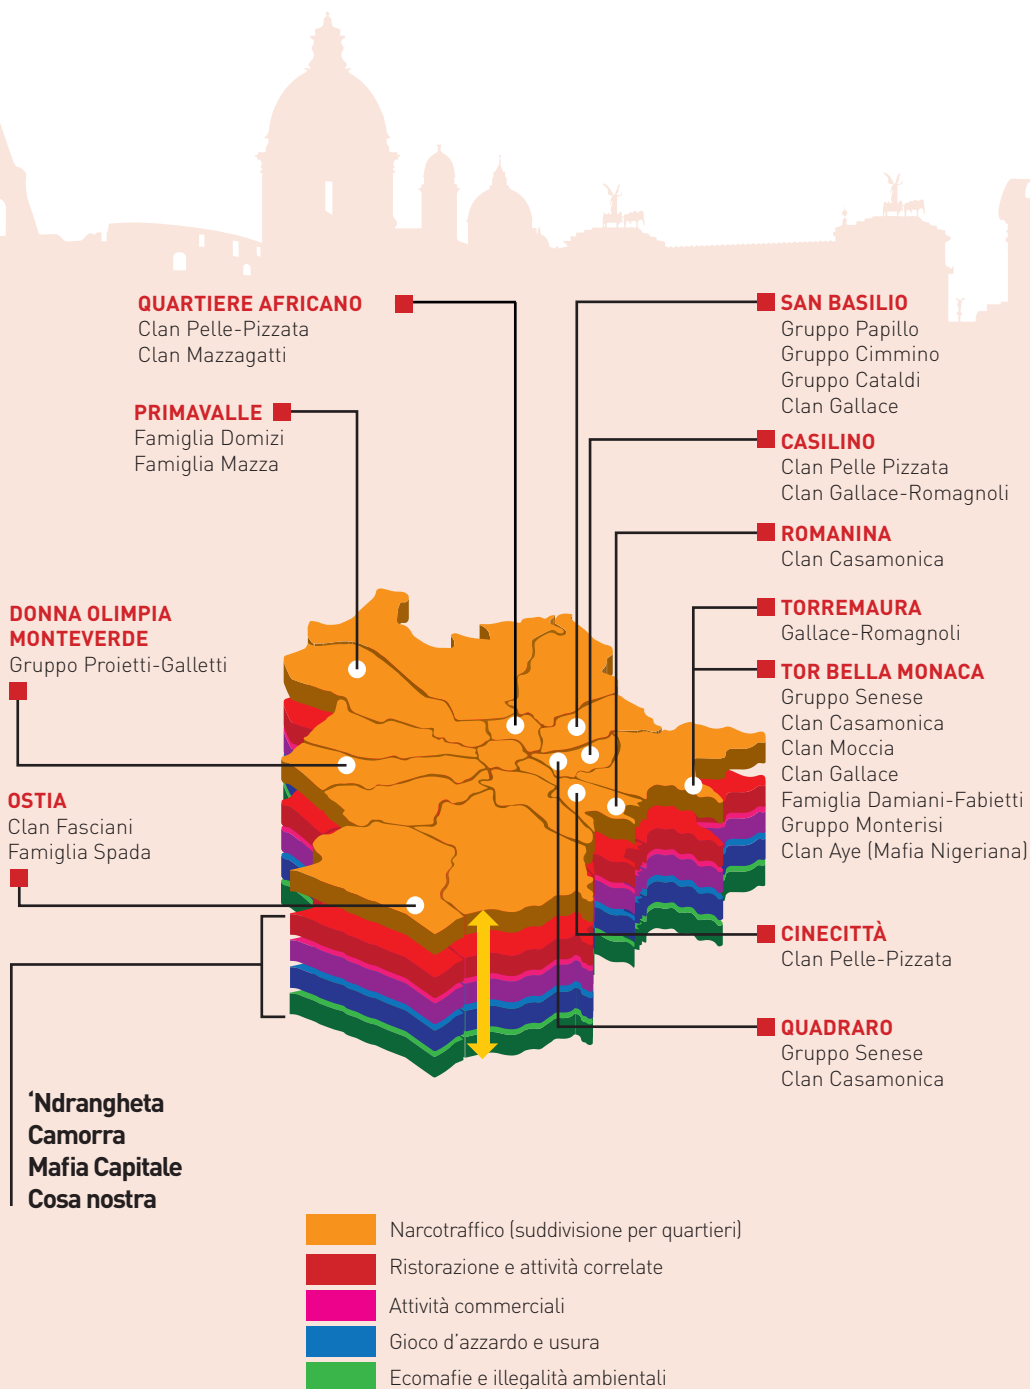 QUARTIERE AFRICANO
Clan Pelle-Pizzata
Clan Mazzagatti
PRIMAVALLE
Famiglia Domizi
Famiglia Mazza
DONNA OLIMPIA
MONTEVERDE
Gruppo Proietti-Galletti
OSTIA
Clan Fasciani
Famiglia Spada
SAN BASILIO
Gruppo Papillo
Gruppo Cimmino
Gruppo Cataldi
Clan Gallace
CASILINO
Clan Pelle Pizzata
Clan Gallace-Romagnoli
ROMANINA
Clan Casamonica
TORREMAURA
Gallace-Romagnoli
TOR BELLA MONACA
Gruppo Senese
Clan Casamonica
Clan Moccia
Clan Gallace
Famiglia Damiani-Fabietti
Gruppo Monterisi
Clan Aye (Mafia Nigeriana)
CINECITTÀ
Clan Pelle-Pizzata
QUADRARO
Gruppo Senese
Clan Casamonica
‘Ndrangheta
Camorra
Mafia Capitale
Cosa nostra
Narcotraffico (suddivisione per quartieri)
Ristorazione e attività correlate
Attività commerciali
Gioco d'azzardo e usura
Ecomafie e illegalità ambientali